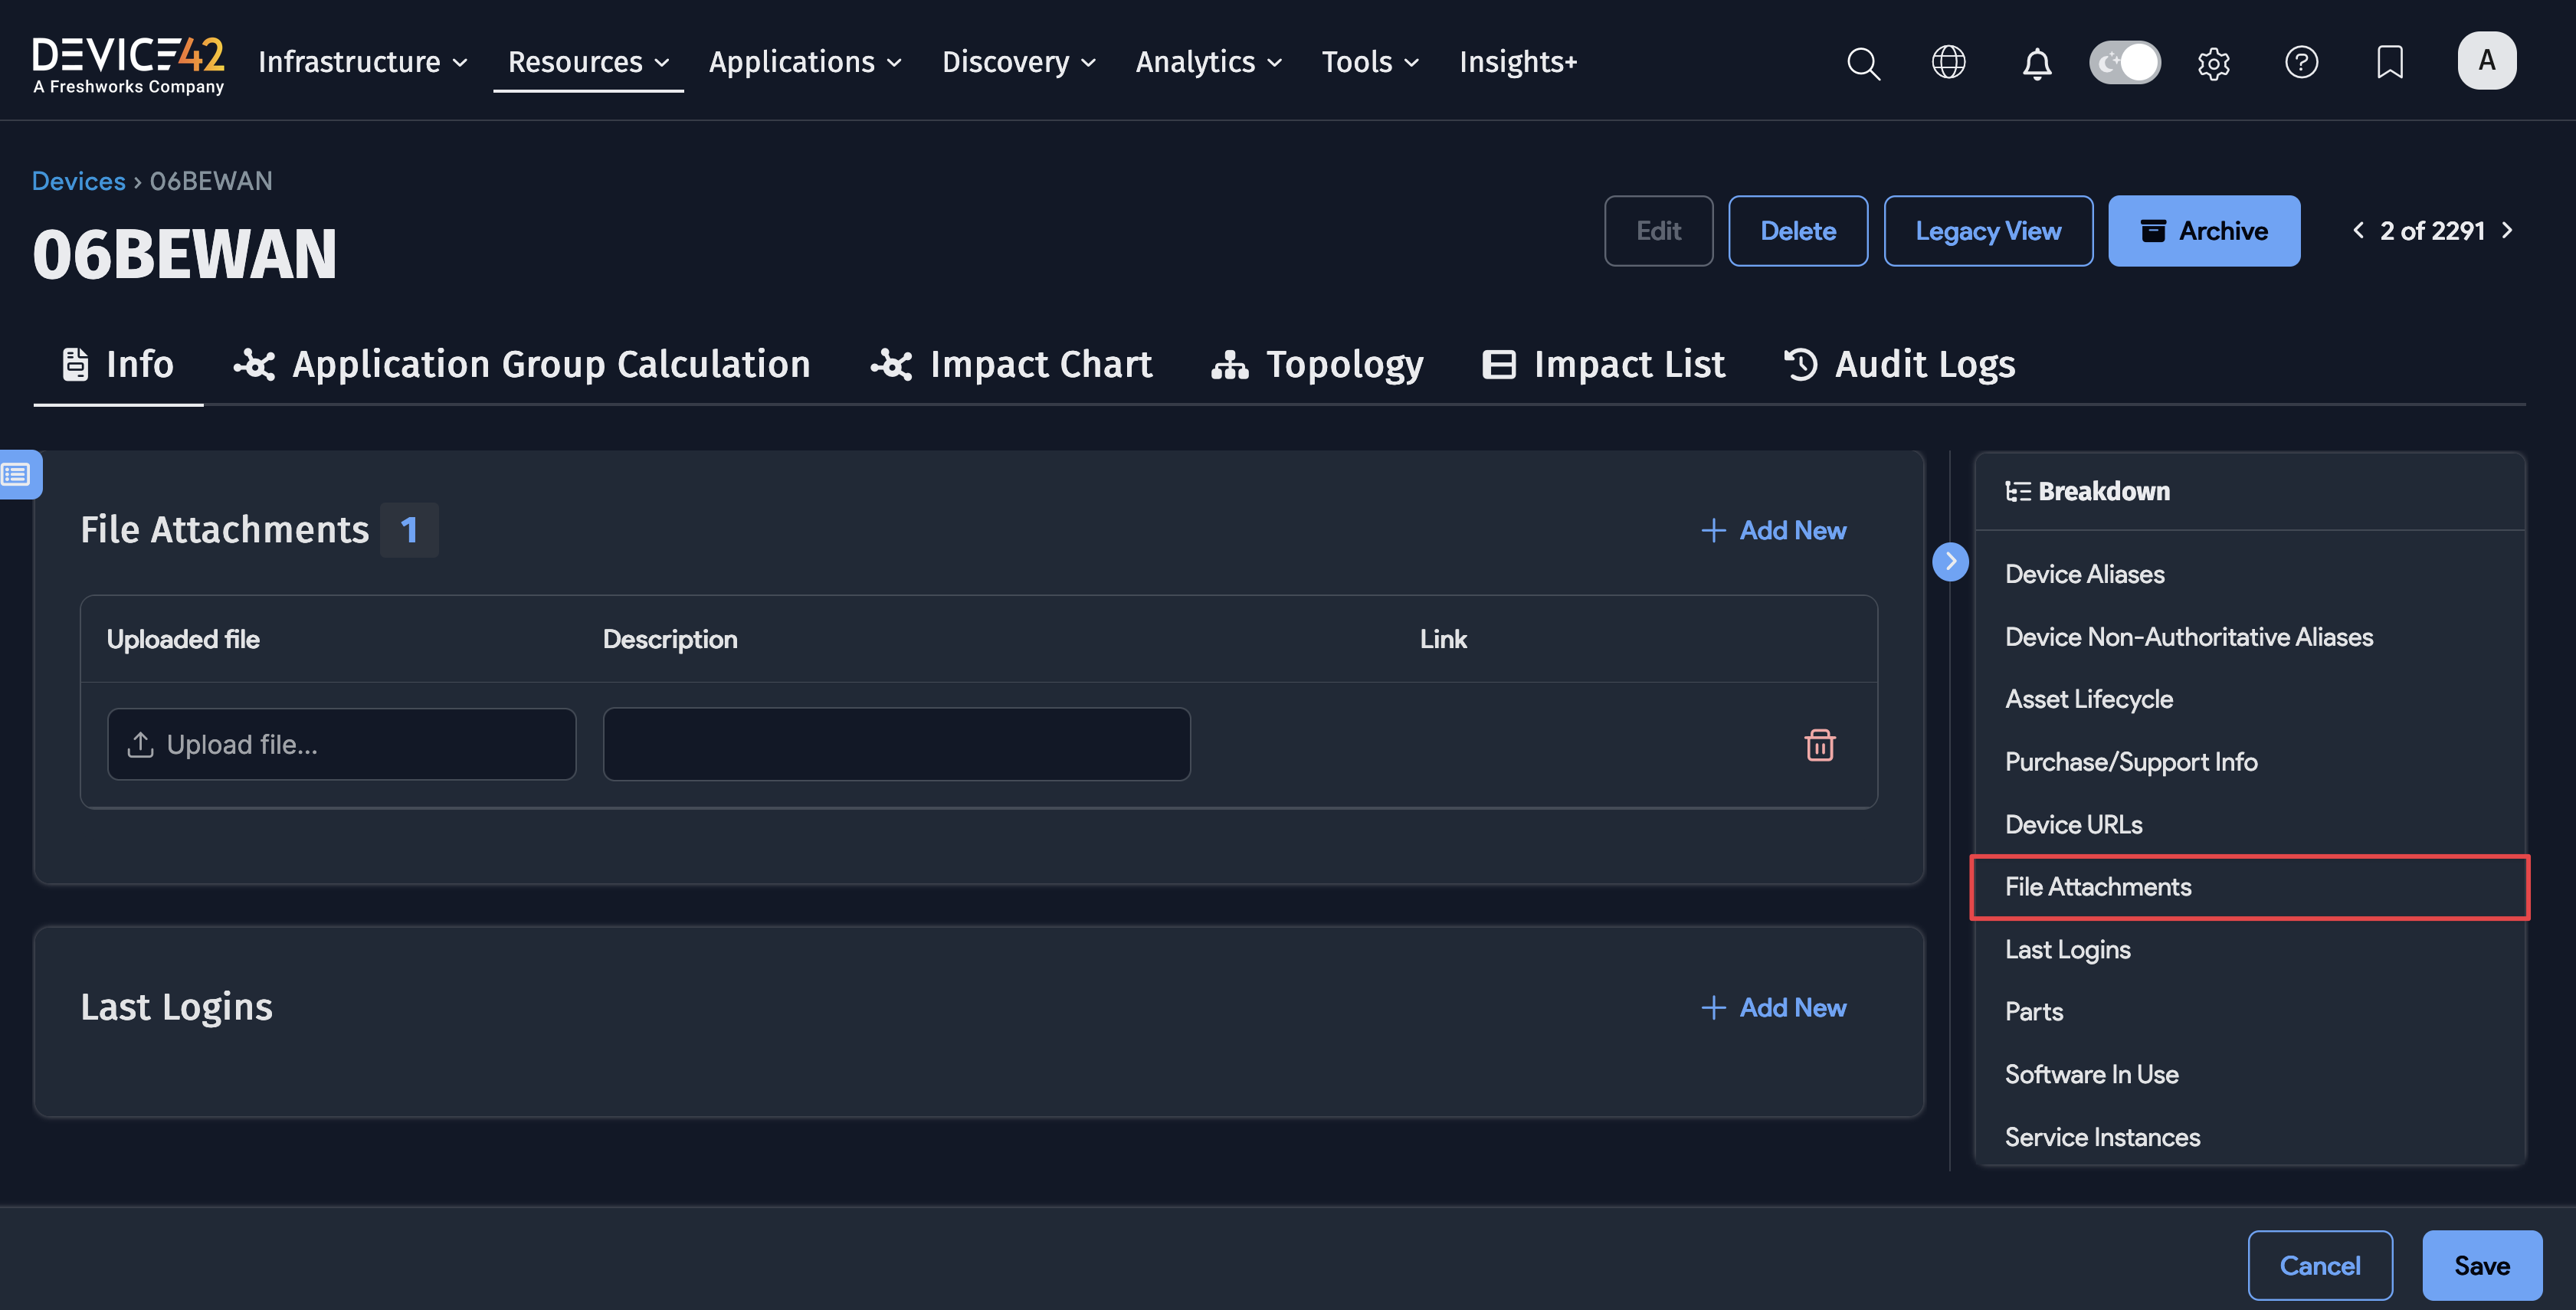 DEVICE42
A Freshworks Company
Infrastructure
Resources
Applications
Discovery
Analytics
Tools
Insights+
A
Devices › 06BEWAN
06BEWAN
Edit
Delete
Legacy View
Archive
2 of 2291
Info
Application Group Calculation
Impact Chart
Topology
Impact List
Audit Logs
File Attachments 1
Add New
Uploaded file
Description
Link
Upload file...
Last Logins
Add New
Breakdown
Device Aliases
Device Non-Authoritative Aliases
Asset Lifecycle
Purchase/Support Info
Device URLs
File Attachments
Last Logins
Parts
Software In Use
Service Instances
Cancel
Save